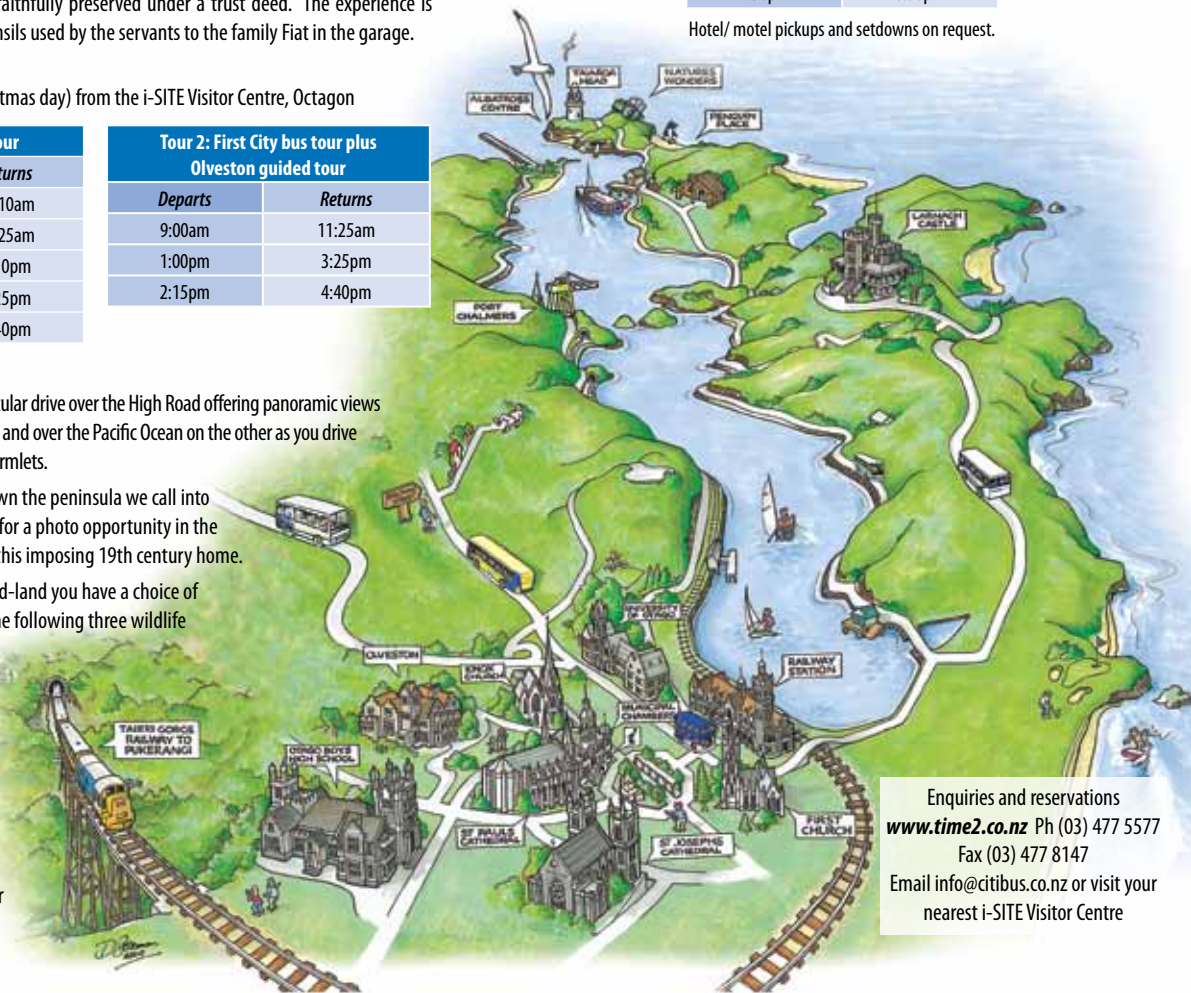 faithfully preserved under a trust deed. The experience is
nsils used by the servants to the family Fiat in the garage.
Hotel/ motel pickups and setdowns on request.
tmas day) from the i-SITE Visitor Centre, Octagon
our
turns
10am
25am
0pm
5pm
0pm
Tour 2: First City bus tour plus
Olveston guided tour
Departs Returns
9:00am 11:25am
1:00pm 3:25pm
2:15pm 4:40pm
cular drive over the High Road offering panoramic views
and over the Pacific Ocean on the other as you drive
rmlets.
wn the peninsula we call into
for a photo opportunity in the
this imposing 19th century home.
d-land you have a choice of
e following three wildlife
r
TAIAROA
HEAD
NATURES
WONDERS
ALBATROSS
CENTRE
PENGUIN
PLACE
LARNACH
CASTLE
PORT
CHALMERS
UNIVERSITY
OF OTAGO
OLVESTON
KNOX
CHURCH
RAILWAY
STATION
MUNICIPAL
CHAMBERS
i
TAIERI GORGE
RAILWAY TO
PUKERANGI
OTAGO BOYS
HIGH SCHOOL
ST PAULS
CATHEDRAL
ST JOSEPHS
CATHEDRAL
FIRST
CHURCH
Enquiries and reservations
www.time2.co.nz Ph (03) 477 5577
Fax (03) 477 8147
Email info@citibus.co.nz or visit your
nearest i-SITE Visitor Centre